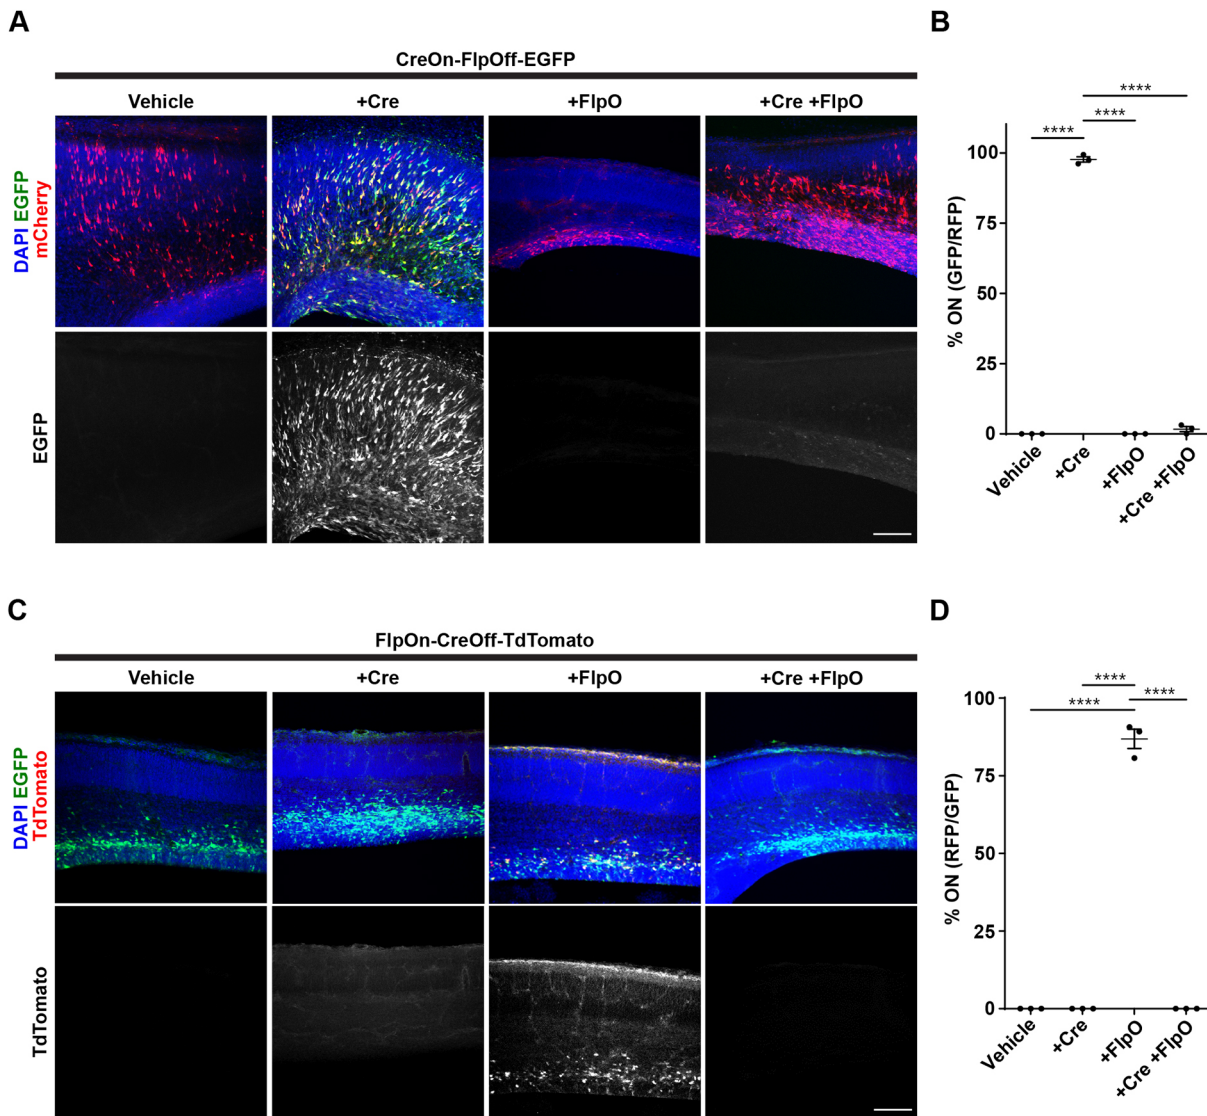 A
CreOn-FlpOff-EGFP
Vehicle
+Cre
+FlpO
+Cre +FlpO
DAPI EGFP
mCherry
EGFP
B
****
****
****
% ON (GFP/RFP)
100
75
50
25
0
Vehicle
+Cre
+FlpO
+Cre +FlpO
C
FlpOn-CreOff-TdTomato
Vehicle
+Cre
+FlpO
+Cre +FlpO
DAPI EGFP
TdTomato
TdTomato
D
****
****
****
% ON (RFP/GFP)
100
75
50
25
0
Vehicle
+Cre
+FlpO
+Cre +FlpO